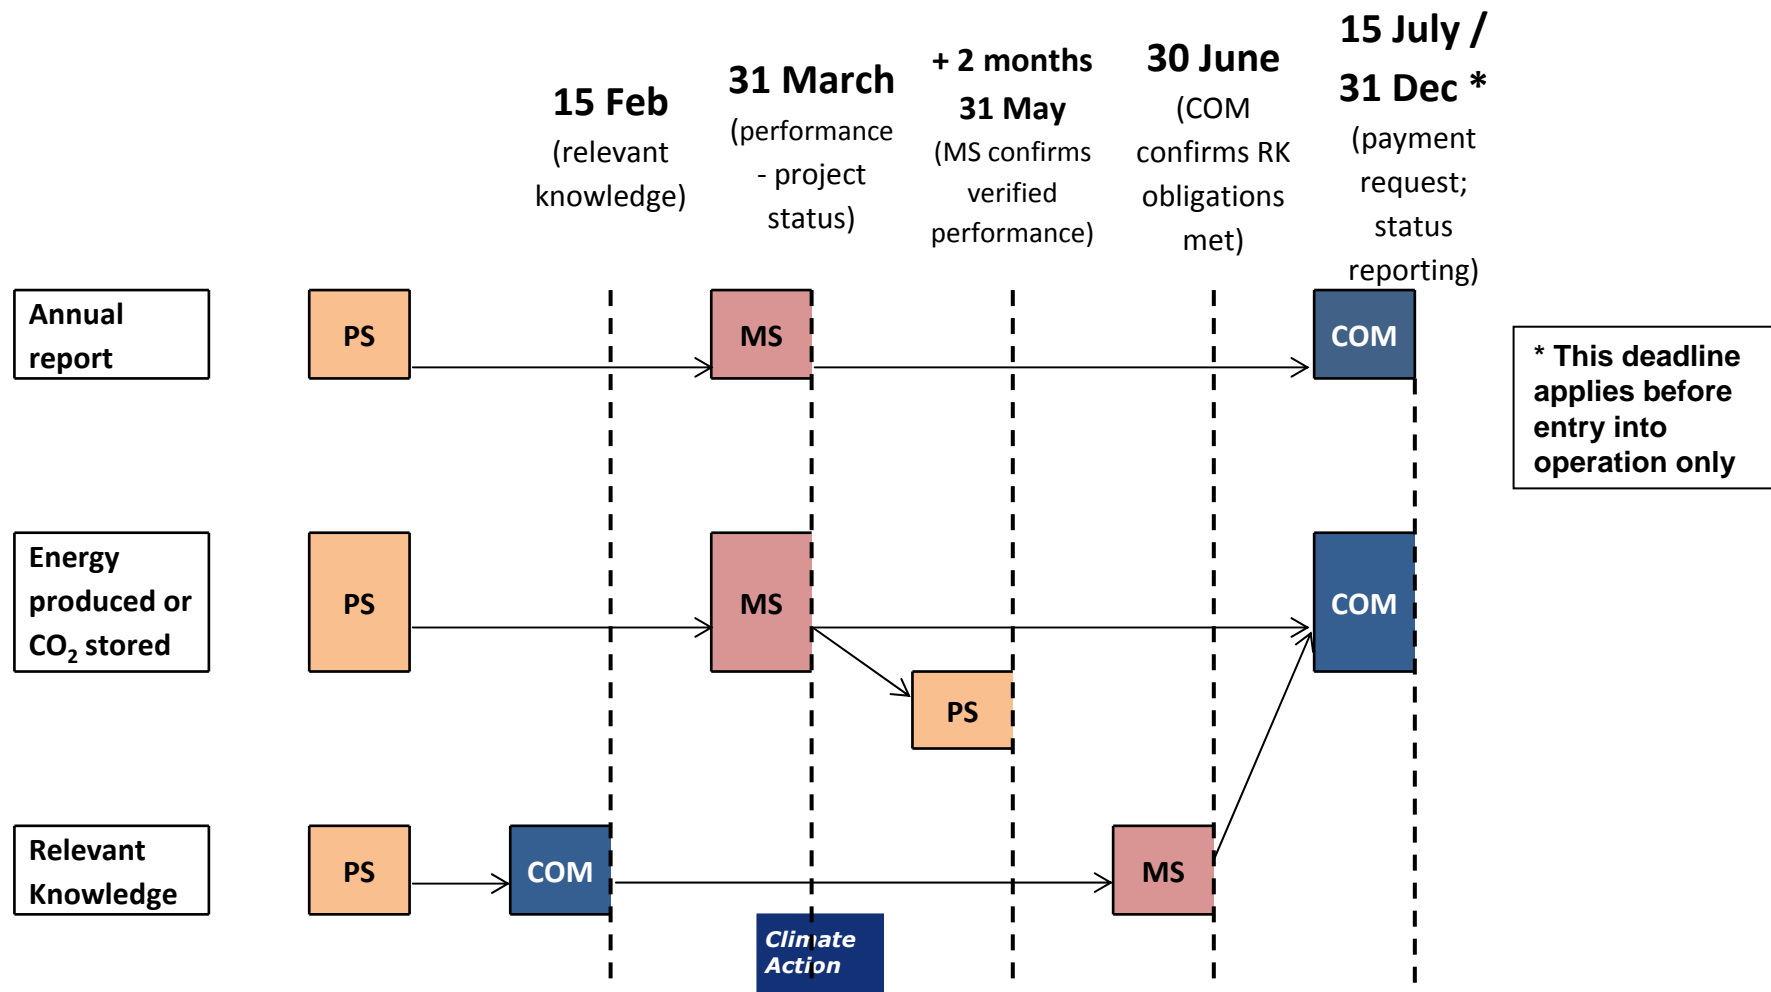 15 Feb
(relevant
knowledge)
31 March
(performance
- project
status)
+ 2 months
31 May
(MS confirms
verified
performance)
30 June
(COM
confirms RK
obligations
met)
15 July /
31 Dec *
(payment
request;
status
reporting)
Annual
report
PS
MS
COM
* This deadline
applies before
entry into
operation only
Energy
produced or
CO₂ stored
PS
MS
COM
PS
Relevant
Knowledge
PS
COM
MS
Climate
Action